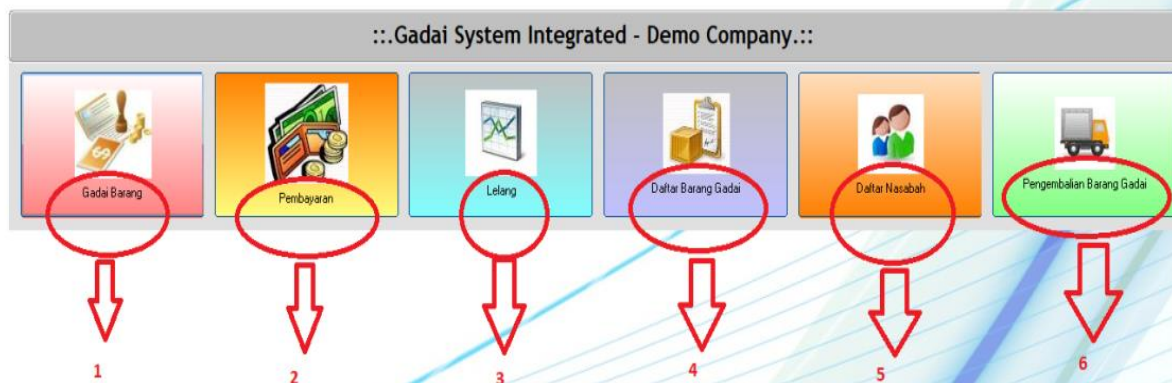 ::.Gadai System Integrated - Demo Company.::
Gadai Barang
Pembayaran
Lelang
Daftar Barang Gadai
Daftar Nasabah
Pengembalian Barang Gadai
1
2
3
4
5
6